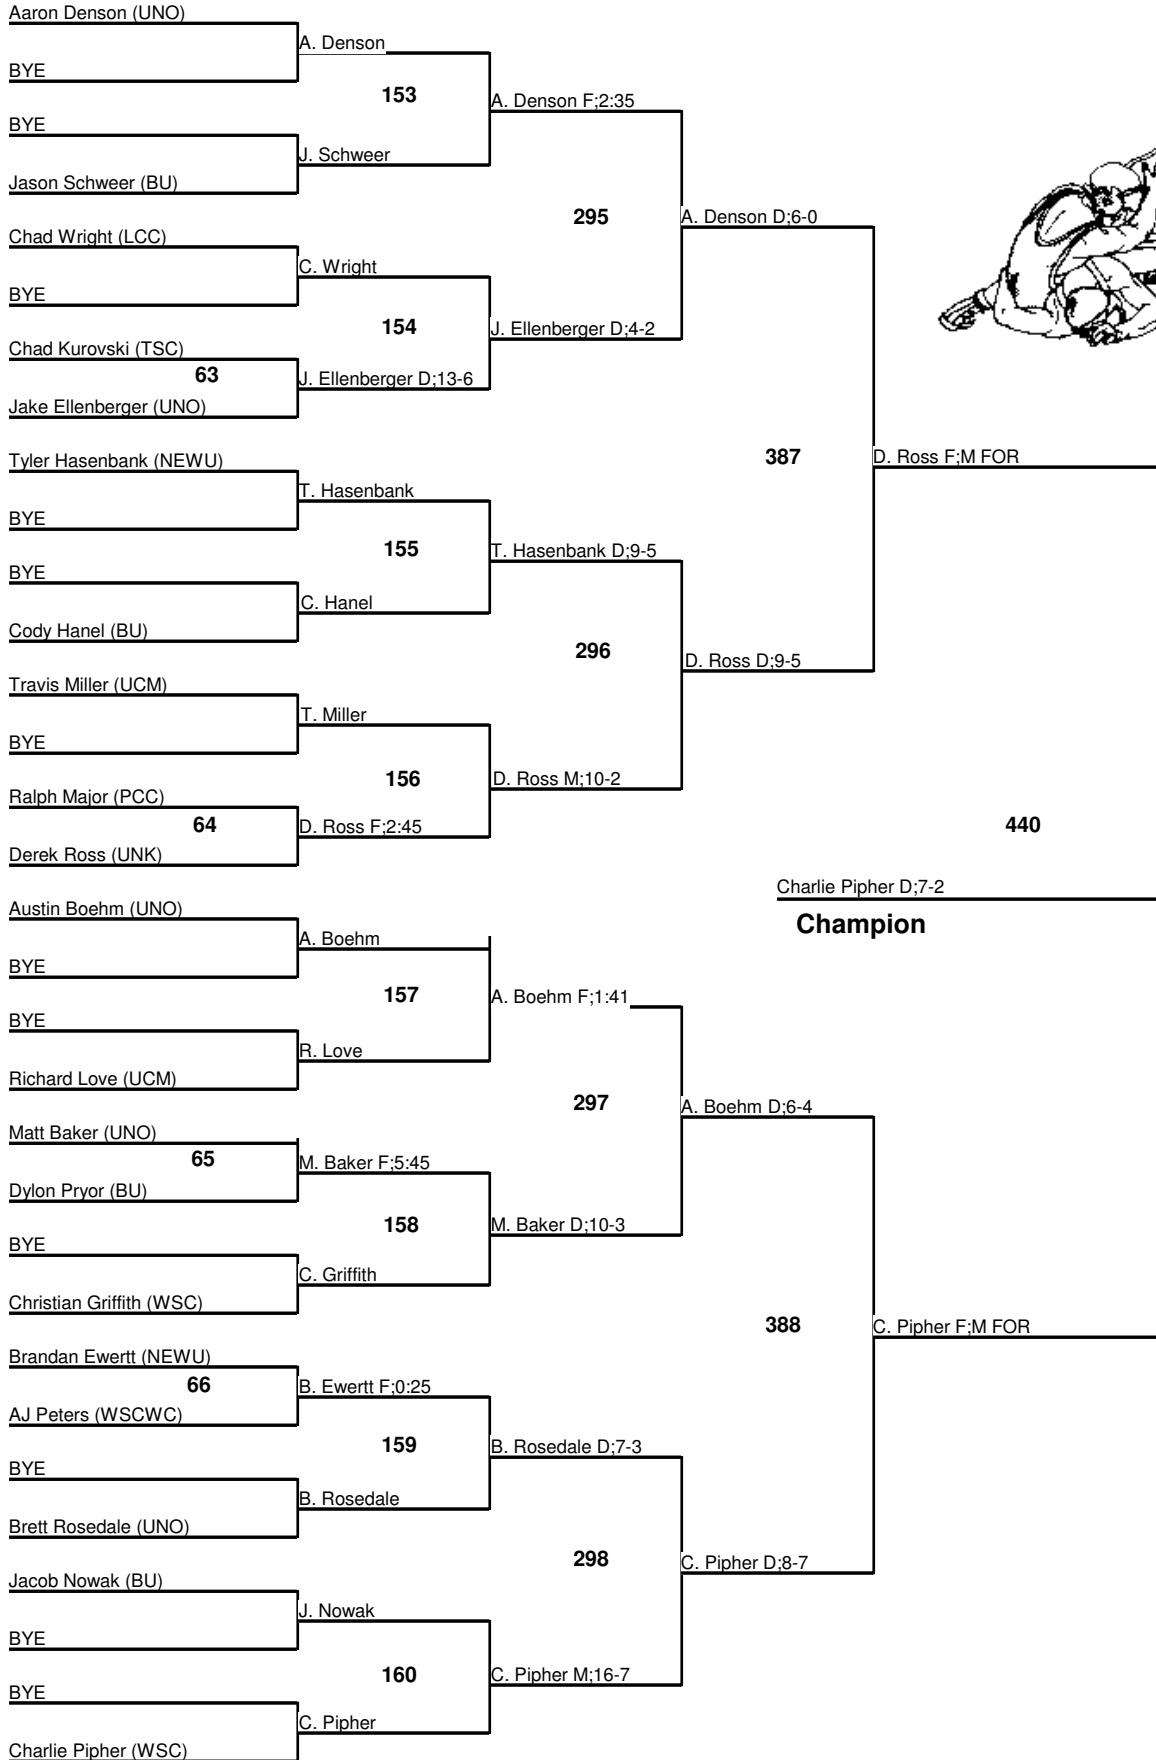 Aaron Denson (UNO)
A. Denson
BYE
153
A. Denson F;2:35
BYE
J. Schweer
Jason Schweer (BU)
295
A. Denson D;6-0
Chad Wright (LCC)
C. Wright
BYE
154
J. Ellenberger D;4-2
Chad Kurovski (TSC)
63
J. Ellenberger D;13-6
Jake Ellenberger (UNO)
387
D. Ross F;M FOR
Tyler Hasenbank (NEWU)
T. Hasenbank
BYE
155
T. Hasenbank D;9-5
BYE
C. Hanel
Cody Hanel (BU)
296
D. Ross D;9-5
Travis Miller (UCM)
T. Miller
BYE
156
D. Ross M;10-2
Ralph Major (PCC)
64
D. Ross F;2:45
Derek Ross (UNK)
440
Charlie Pipher D;7-2
Champion
Austin Boehm (UNO)
A. Boehm
BYE
157
A. Boehm F;1:41
BYE
R. Love
Richard Love (UCM)
297
A. Boehm D;6-4
Matt Baker (UNO)
65
M. Baker F;5:45
Dylon Pryor (BU)
158
M. Baker D;10-3
BYE
C. Griffith
Christian Griffith (WSC)
388
C. Pipher F;M FOR
Brandan Ewertt (NEWU)
66
B. Ewertt F;0:25
AJ Peters (WSCWC)
159
B. Rosedale D;7-3
BYE
B. Rosedale
Brett Rosedale (UNO)
298
C. Pipher D;8-7
Jacob Nowak (BU)
J. Nowak
BYE
160
C. Pipher M;16-7
BYE
C. Pipher
Charlie Pipher (WSC)